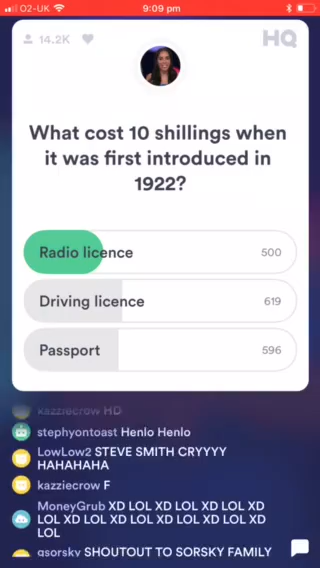 O2-UK 9:09 pm
14.2K HQ
What cost 10 shillings when
it was first introduced in
1922?
Radio licence 500
Driving licence 619
Passport 596
kazziecrow HD
stephyontoast Henlo Henlo
LowLow2 STEVE SMITH CRYYYY
HAHAHAHA
kazziecrow F
MoneyGrub XD LOL XD LOL XD LOL XD
LOL XD LOL XD LOL XD LOL XD LOL XD
LOL
gsorsky SHOUTOUT TO SORSKY FAMILY